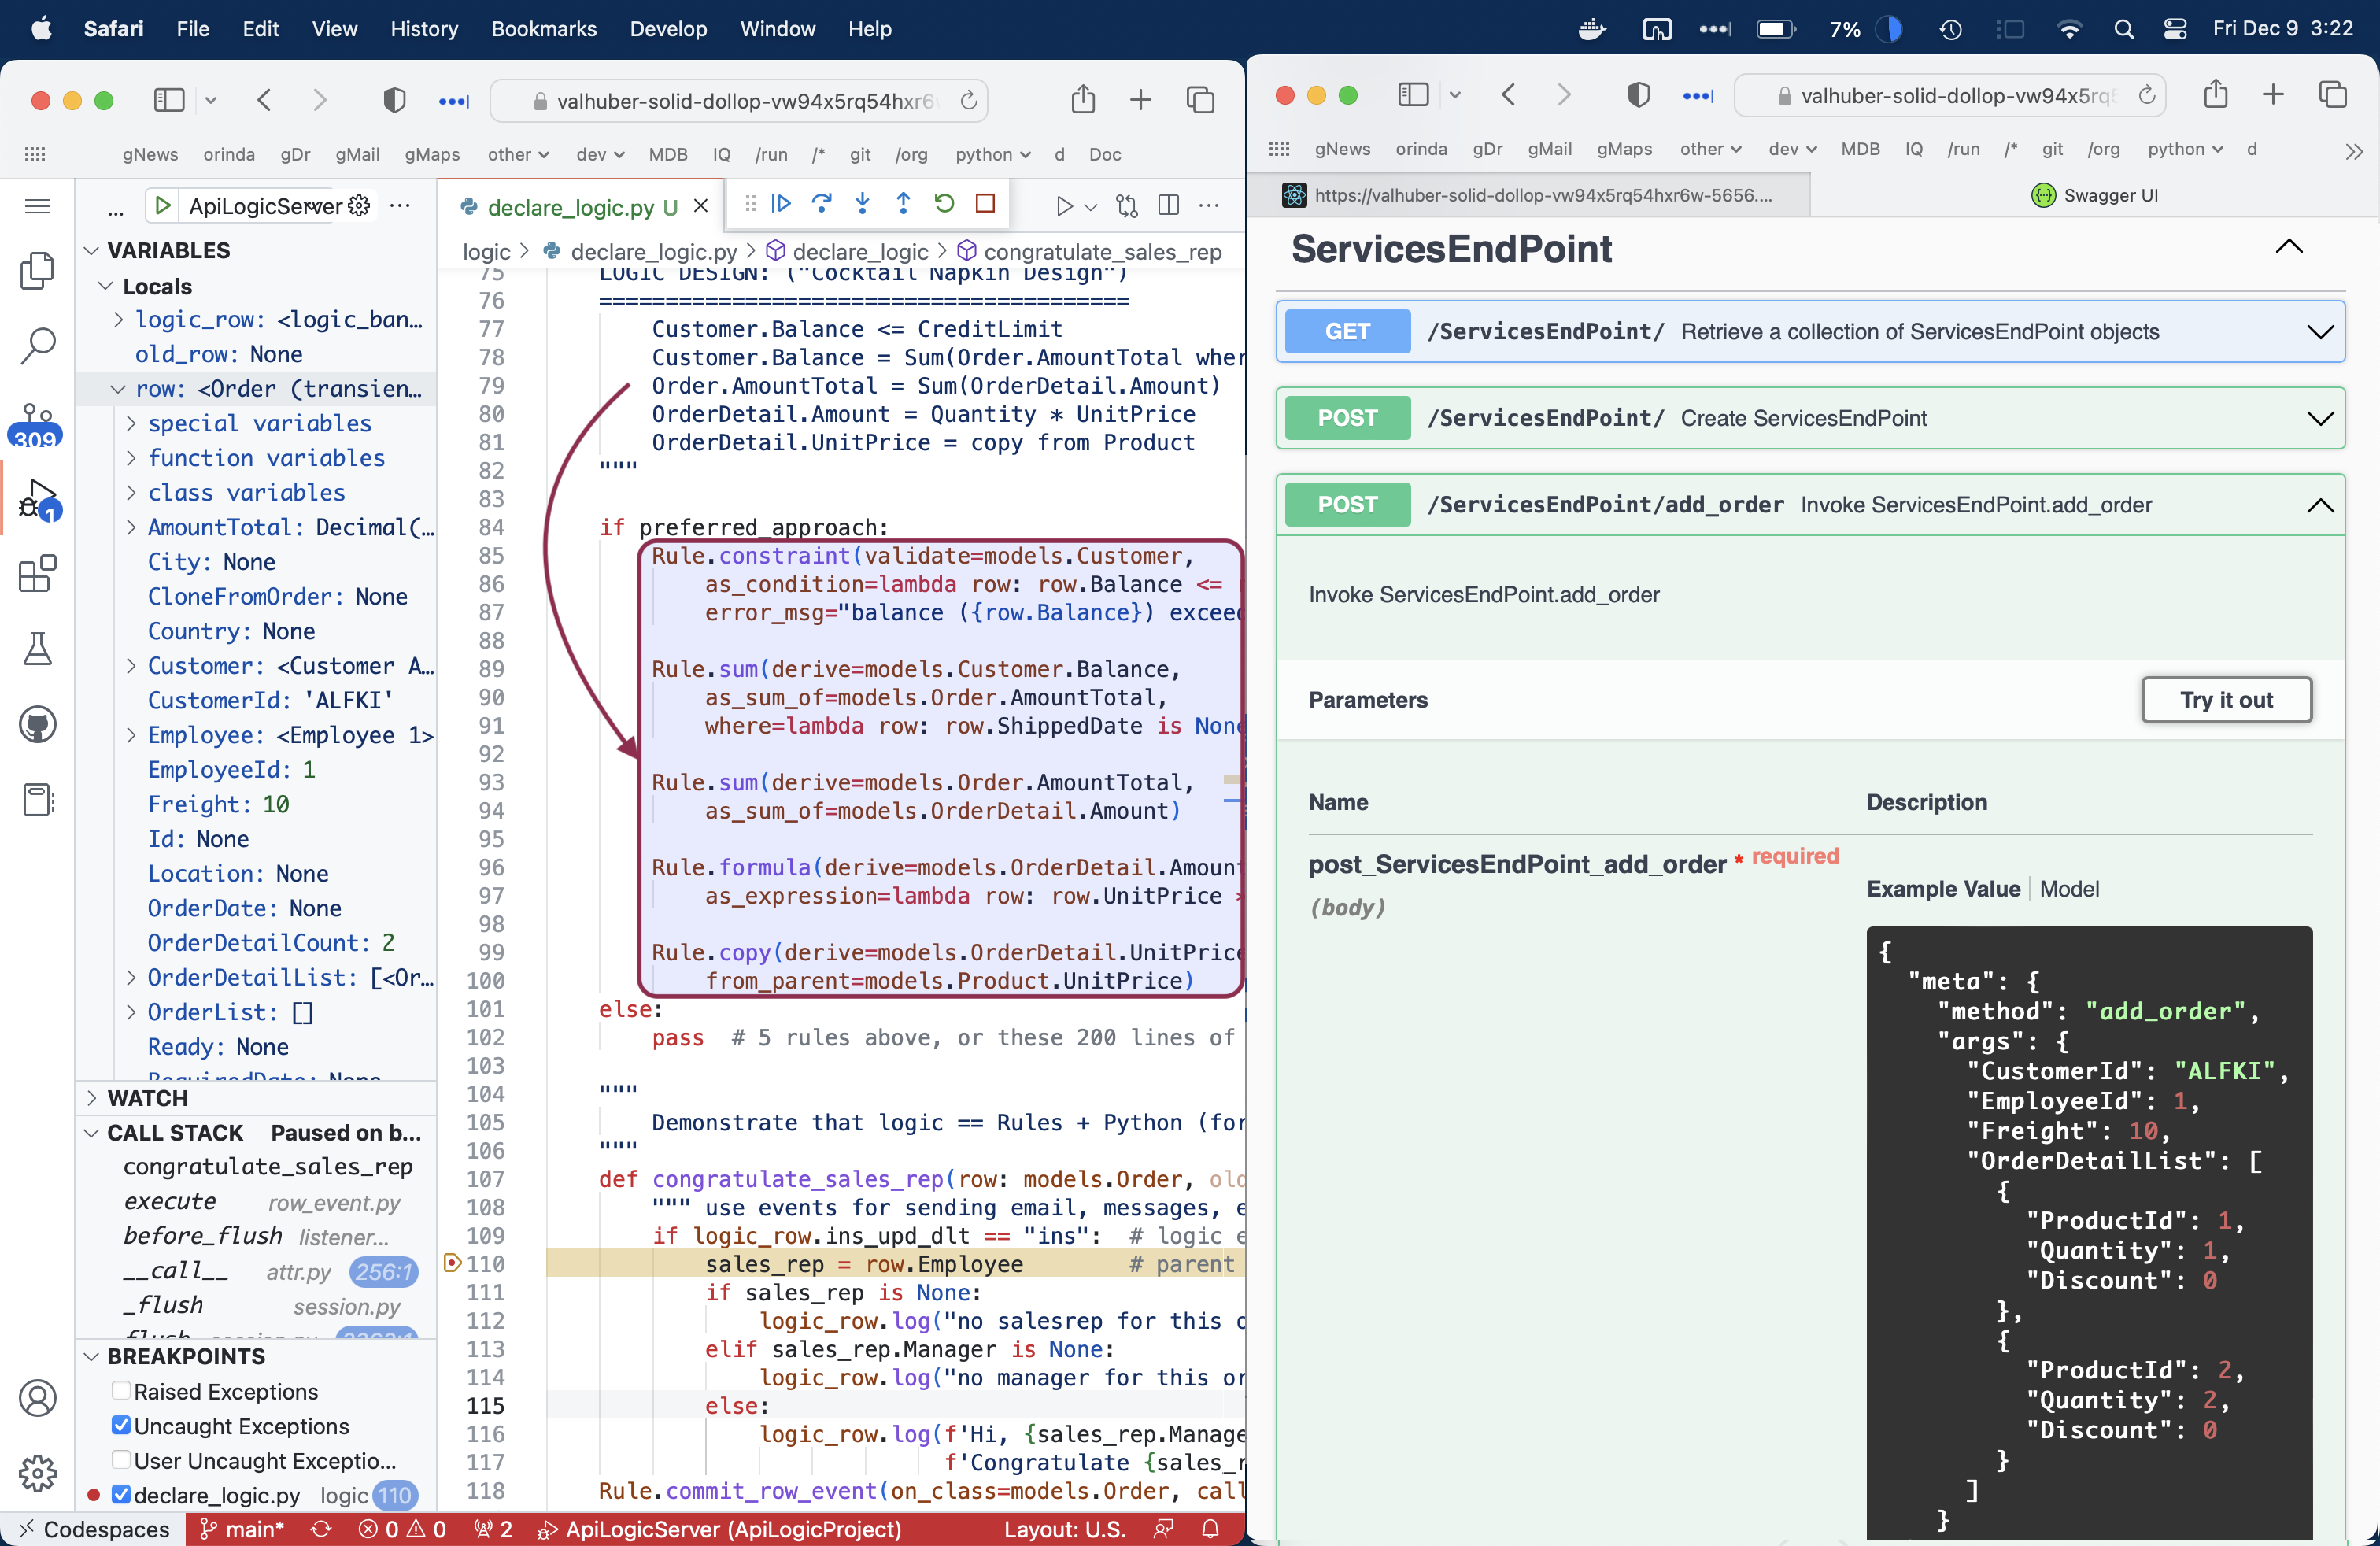 Safari File Edit View History Bookmarks Develop Window Help 7% Fri Dec 9 3:22
valhuber-solid-dollop-vw94x5rq54hxr6
gNews orinda gDr gMail gMaps other dev MDB IQ /run /* git /org python d Doc
... ApiLogicServer ...
VARIABLES
Locals
logic_row: <logic_ban...
old_row: None
row: <Order (transien...
special variables
function variables
class variables
AmountTotal: Decimal(...
City: None
CloneFromOrder: None
Country: None
Customer: <Customer A...
CustomerId: 'ALFKI'
Employee: <Employee 1>
EmployeeId: 1
Freight: 10
Id: None
Location: None
OrderDate: None
OrderDetailCount: 2
OrderDetailList: [<Or...
OrderList: []
Ready: None
RequiredDate: None
WATCH
CALL STACK Paused on b...
congratulate_sales_rep
execute row_event.py
before_flush listener...
__call__ attr.py 256:1
_flush session.py
flush session.py
BREAKPOINTS
Raised Exceptions
Uncaught Exceptions
User Uncaught Exceptio...
declare_logic.py logic 110
309
1
declare_logic.py U
logic > declare_logic.py > declare_logic > congratulate_sales_rep
75 LOGIC DESIGN: ("Cocktail Napkin Design")
76 ========================================
77 Customer.Balance <= CreditLimit
78 Customer.Balance = Sum(Order.AmountTotal wher
79 Order.AmountTotal = Sum(OrderDetail.Amount)
80 OrderDetail.Amount = Quantity * UnitPrice
81 OrderDetail.UnitPrice = copy from Product
82 """
83
84 if preferred_approach:
85 Rule.constraint(validate=models.Customer,
86 as_condition=lambda row: row.Balance <=
87 error_msg="balance ({row.Balance}) exceed
88
89 Rule.sum(derive=models.Customer.Balance,
90 as_sum_of=models.Order.AmountTotal,
91 where=lambda row: row.ShippedDate is None
92
93 Rule.sum(derive=models.Order.AmountTotal,
94 as_sum_of=models.OrderDetail.Amount)
95
96 Rule.formula(derive=models.OrderDetail.Amount
97 as_expression=lambda row: row.UnitPrice *
98
99 Rule.copy(derive=models.OrderDetail.UnitPrice
100 from_parent=models.Product.UnitPrice)
101 else:
102 pass # 5 rules above, or these 200 lines of
103
104 """
105 Demonstrate that logic == Rules + Python (for
106 """
107 def congratulate_sales_rep(row: models.Order, old
108 """ use events for sending email, messages, e
109 if logic_row.ins_upd_dlt == "ins": # logic e
110 sales_rep = row.Employee # parent
111 if sales_rep is None:
112 logic_row.log("no salesrep for this o
113 elif sales_rep.Manager is None:
114 logic_row.log("no manager for this or
115 else:
116 logic_row.log(f'Hi, {sales_rep.Manage
117 f'Congratulate {sales_r
118 Rule.commit_row_event(on_class=models.Order, call
Codespaces main* 0 0 2 ApiLogicServer (ApiLogicProject) Layout: U.S.
valhuber-solid-dollop-vw94x5rq5
gNews orinda gDr gMail gMaps other dev MDB IQ /run /* git /org python d
https://valhuber-solid-dollop-vw94x5rq54hxr6w-5656.... Swagger UI
ServicesEndPoint
GET /ServicesEndPoint/ Retrieve a collection of ServicesEndPoint objects
POST /ServicesEndPoint/ Create ServicesEndPoint
POST /ServicesEndPoint/add_order Invoke ServicesEndPoint.add_order
Invoke ServicesEndPoint.add_order
Parameters Try it out
Name Description
post_ServicesEndPoint_add_order * required
(body)
Example Value Model
{
"meta": {
"method": "add_order",
"args": {
"CustomerId": "ALFKI",
"EmployeeId": 1,
"Freight": 10,
"OrderDetailList": [
{
"ProductId": 1,
"Quantity": 1,
"Discount": 0
},
{
"ProductId": 2,
"Quantity": 2,
"Discount": 0
}
]
}